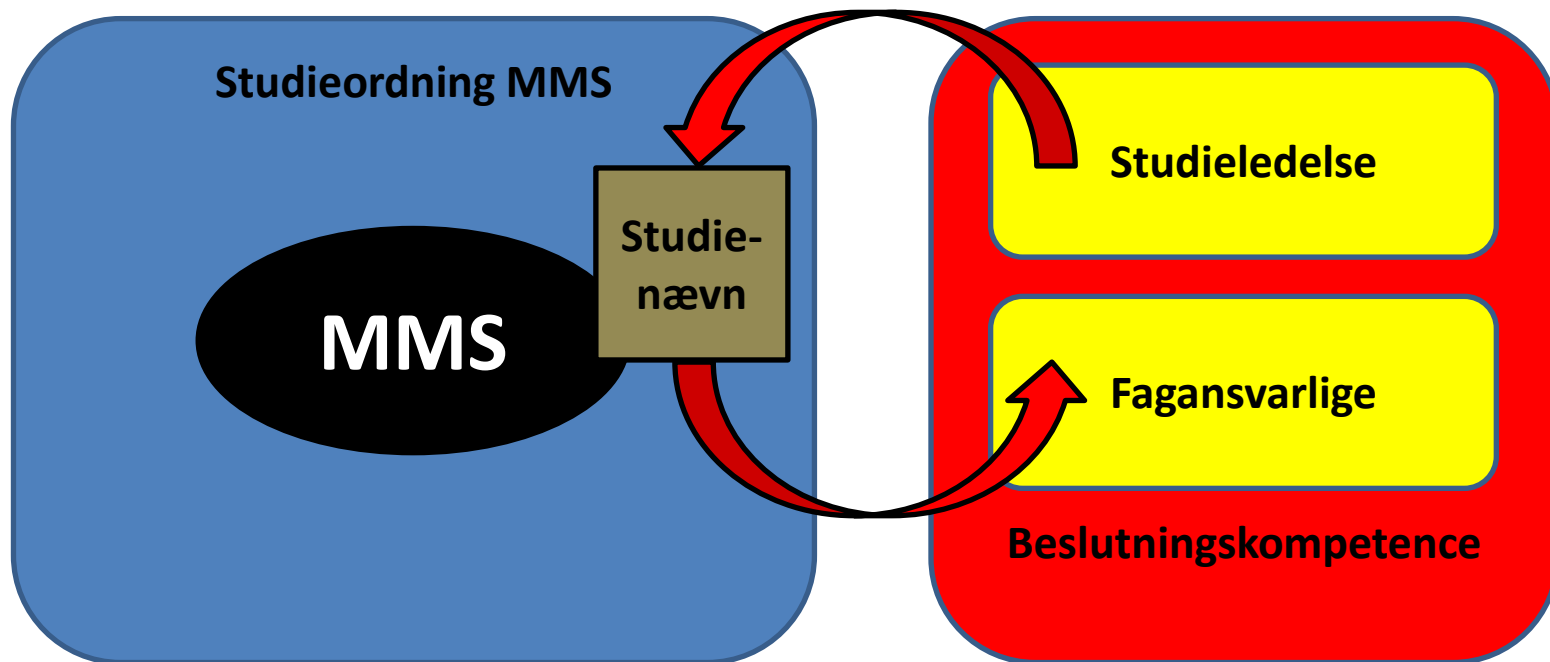 Studieordning MMS
Studie-
nævn
MMS
Studieledelse
Fagansvarlige
Beslutningskompetence